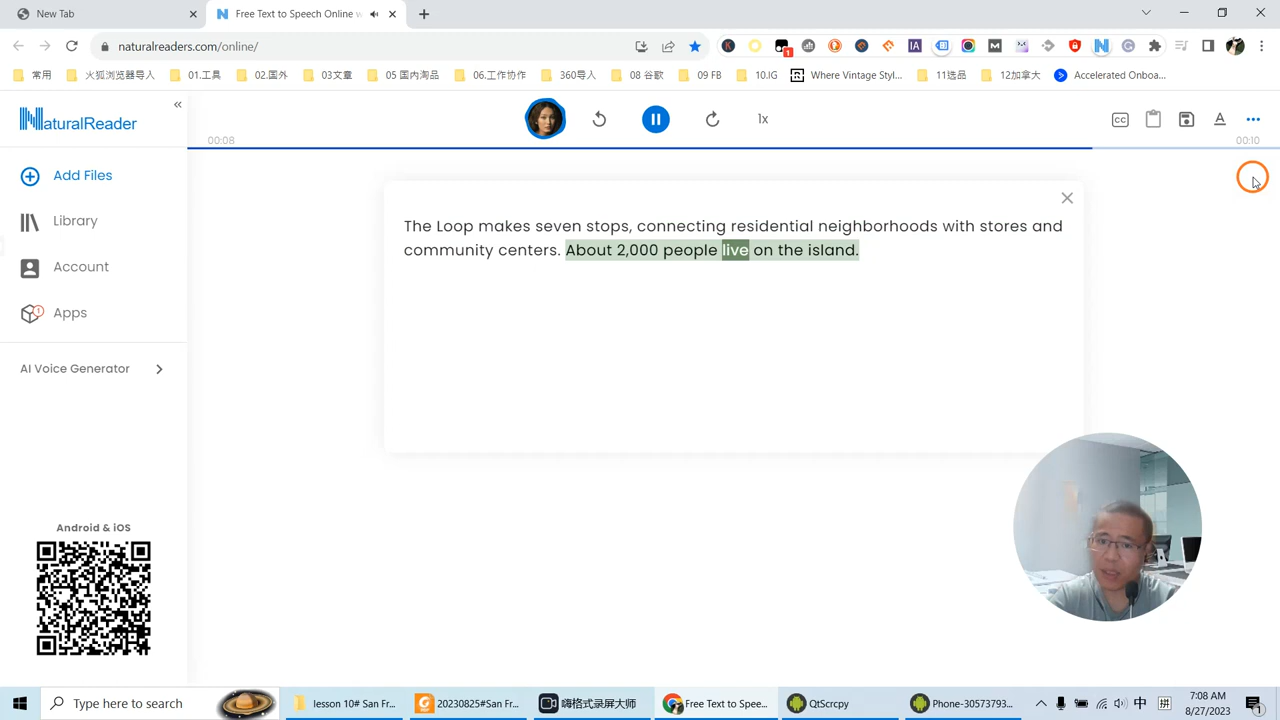 New Tab
Free Text to Speech Online w
naturalreaders.com/online/
常用
火狐浏览器导入
01.工具
02.国外
03文章
05 国内淘品
06.工作协作
360导入
08 谷歌
09 FB
10.IG
Where Vintage Styl...
11选品
12加拿大
Accelerated Onboa...
NaturalReader
1x
00:08
00:10
Add Files
Library
Account
Apps
AI Voice Generator
The Loop makes seven stops, connecting residential neighborhoods with stores and
community centers. About 2,000 people live on the island.
Android & iOS
Type here to search
lesson 10# San Fr...
20230825#San Fr...
嗨格式录屏大师
Free Text to Spee...
QtScrcpy
Phone-30573793...
中
拼
7:08 AM
8/27/2023
1